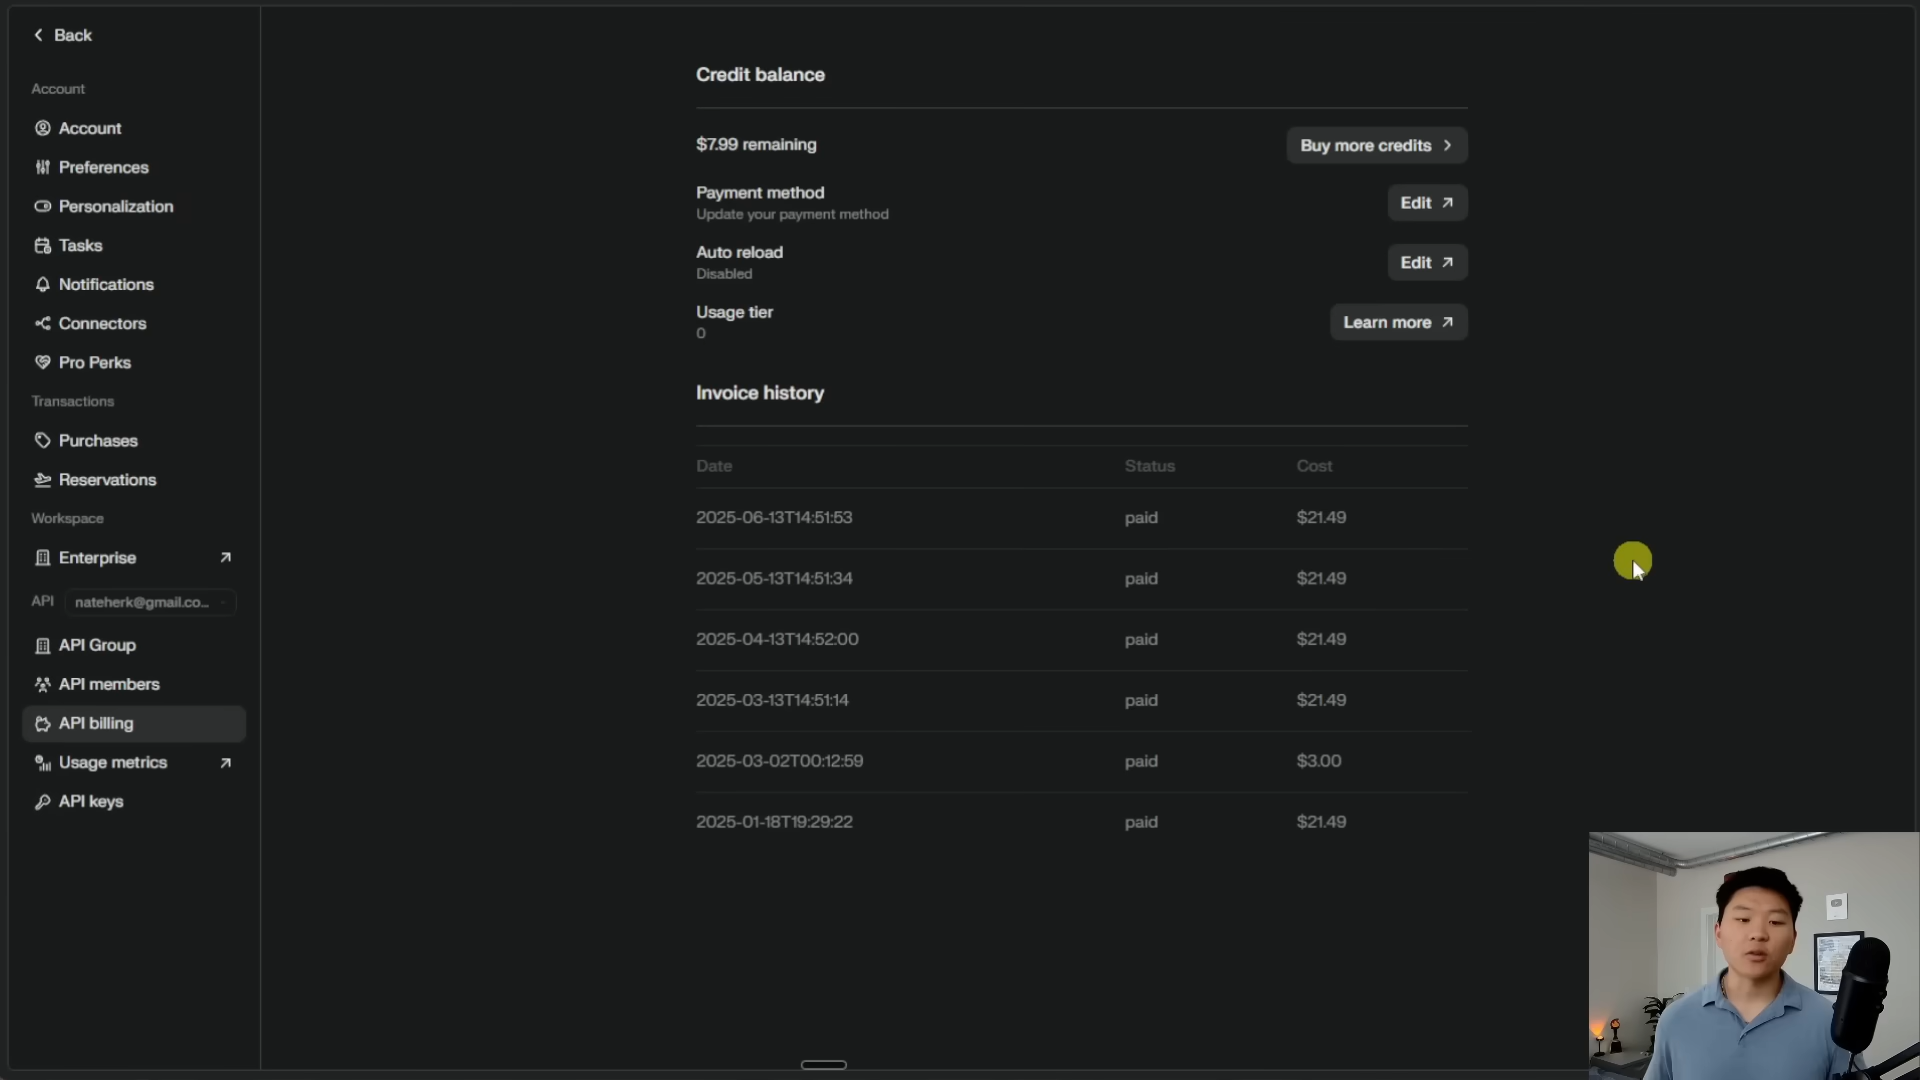 Back
Account
Account
Preferences
Personalization
Tasks
Notifications
Connectors
Pro Perks
Transactions
Purchases
Reservations
Workspace
Enterprise
API nateherk@gmail.co...
API Group
API members
API billing
Usage metrics
API keys
Credit balance
$7.99 remaining
Buy more credits
Payment method
Update your payment method
Edit
Auto reload
Disabled
Edit
Usage tier
0
Learn more
Invoice history
Date Status Cost
2025-06-13T14:51:53 paid $21.49
2025-05-13T14:51:34 paid $21.49
2025-04-13T14:52:00 paid $21.49
2025-03-13T14:51:14 paid $21.49
2025-03-02T00:12:59 paid $3.00
2025-01-18T19:29:22 paid $21.49